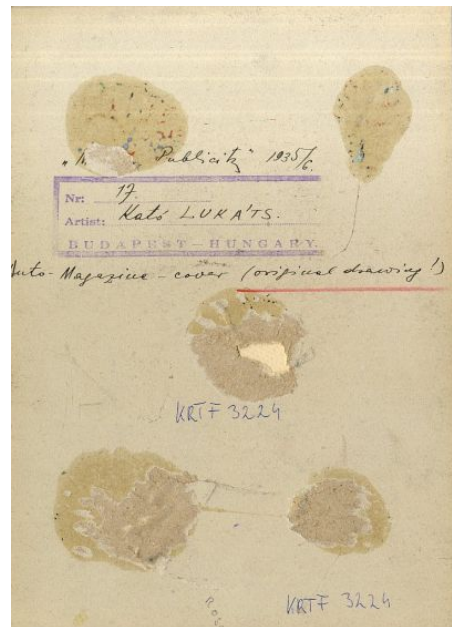 Publicity" 1935/6.
Nr: 17.
Artist: Kató LUKÁTS.
BUDAPEST-HUNGARY.
Auto-Magazine-cover (original drawing!)
KRTF 3224
KRTF 3224